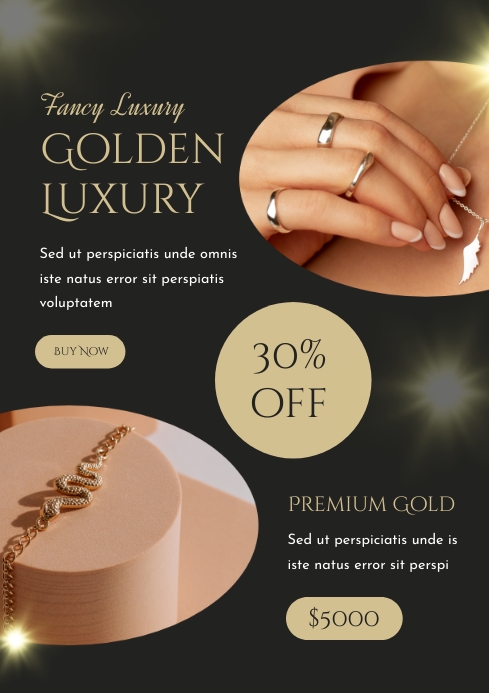 Fancy Luxury
GOLDEN
LUXURY
Sed ut perspiciatis unde omnis
iste natus error sit perspiatis
voluptatem
BUY NOW
30%
OFF
PREMIUM GOLD
Sed ut perspiciatis unde is
iste natus error sit perspi
$5000